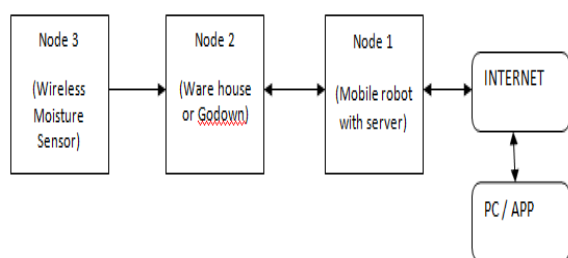 Node 3
(Wireless
Moisture
Sensor)
Node 2
(Ware house
or Godown)
Node 1
(Mobile robot
with server)
INTERNET
PC / APP